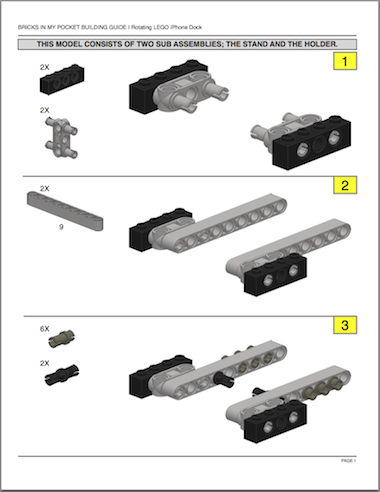 BRICKS IN MY POCKET BUILDING GUIDE I Rotating LEGO iPhone Dock
THIS MODEL CONSISTS OF TWO SUB ASSEMBLIES; THE STAND AND THE HOLDER.
1
2X
2X
2
2X
9
3
6X
2X
PAGE 1